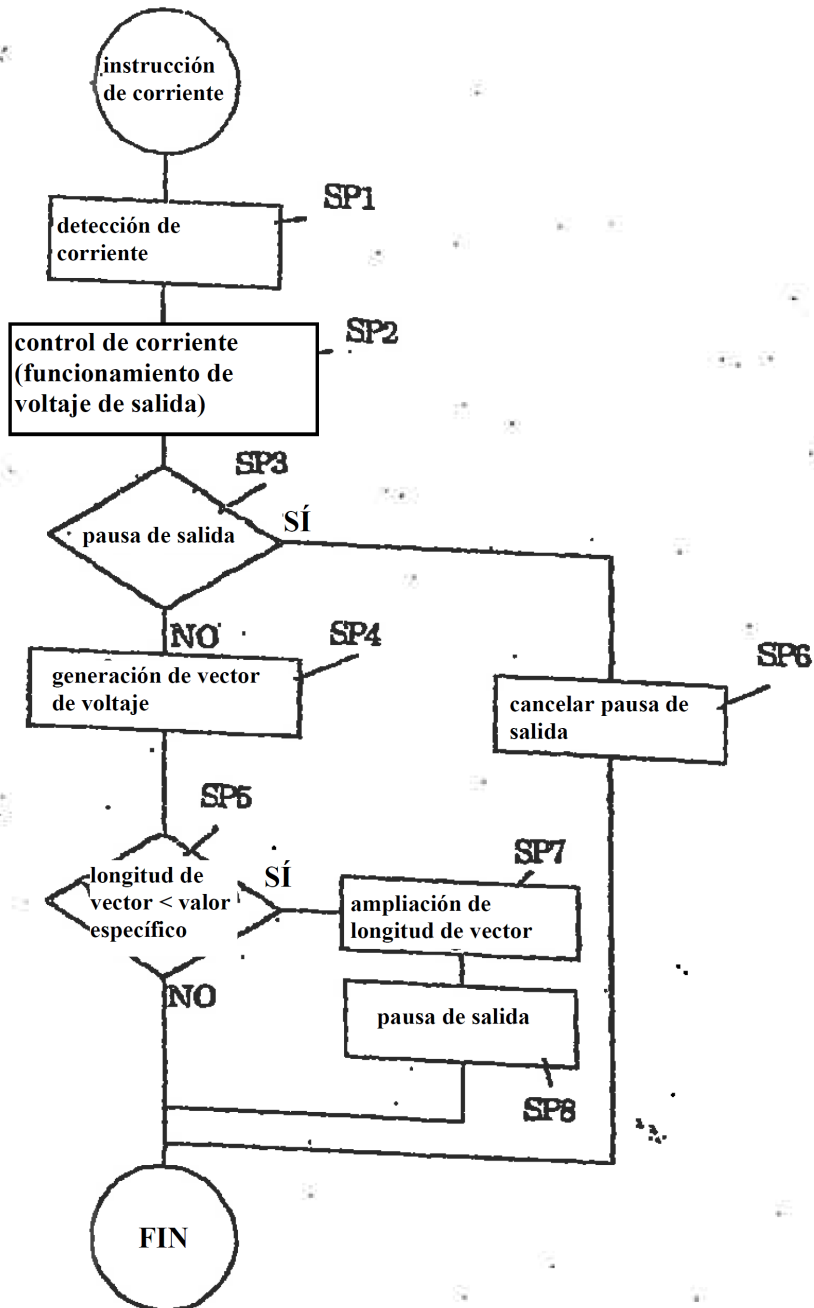 instrucción
de corriente
SP1
detección de
corriente
SP2
control de corriente
(funcionamiento de
voltaje de salida)
SP3
pausa de salida
SÍ
NO
SP4
generación de vector
de voltaje
SP6
cancelar pausa de
salida
SP5
longitud de
vector < valor
específico
SÍ
NO
SP7
ampliación de
longitud de vector
pausa de salida
SP8
FIN